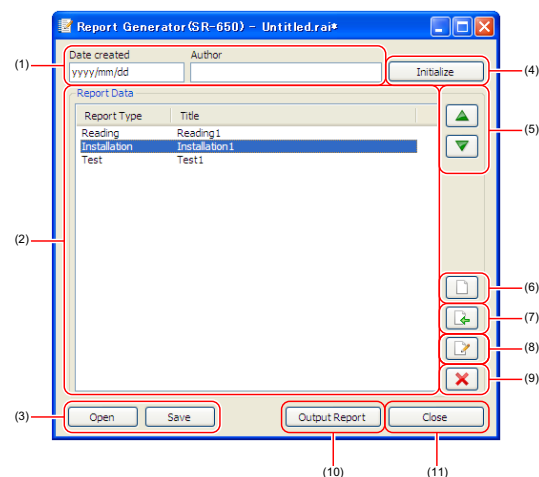 Report Generator(SR-650) - Untitled.rai*
Date created
Author
(1)
yyyy/mm/dd
Initialize
(4)
Report Data
Report Type
Title
(5)
Reading
Reading1
Installation
Installation1
Test
Test1
(2)
(6)
(7)
(8)
(9)
(3)
Open
Save
Output Report
Close
(10)
(11)